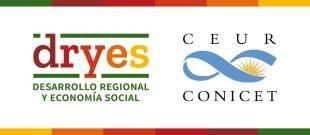 dryes
DESARROLLO REGIONAL
Y ECONOMÍA SOCIAL
CEUR
CONICET